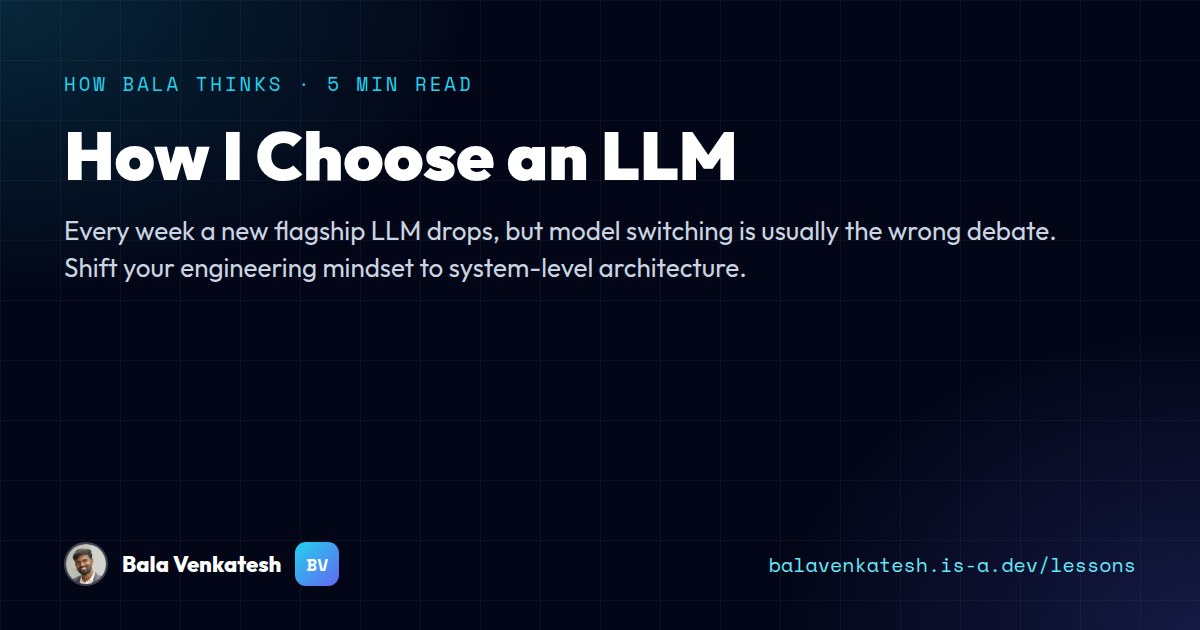 HOW BALA THINKS · 5 MIN READ
How I Choose an LLM
Every week a new flagship LLM drops, but model switching is usually the wrong debate.
Shift your engineering mindset to system-level architecture.
Bala Venkatesh
BV
balavenkatesh.is-a.dev/lessons